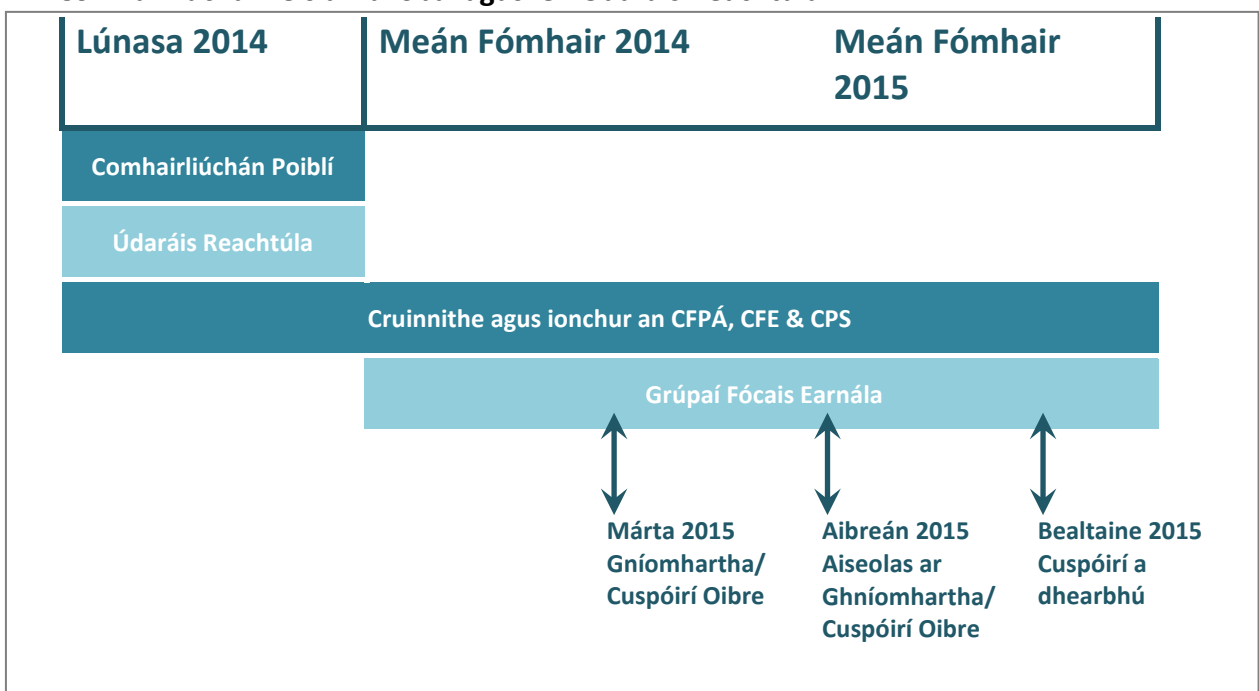 Lúnasa 2014
Meán Fómhair 2014
Meán Fómhair
2015
Comhairliúchán Poiblí
Údaráis Reachtúla
Cruinnithe agus ionchur an CFPÁ, CFE & CPS
Grúpaí Fócais Earnála
Márta 2015
Gníomhartha/
Cuspóirí Oibre
Aibreán 2015
Aiseolas ar
Ghníomhartha/
Cuspóirí Oibre
Bealtaine 2015
Cuspóirí a
dhearbhú